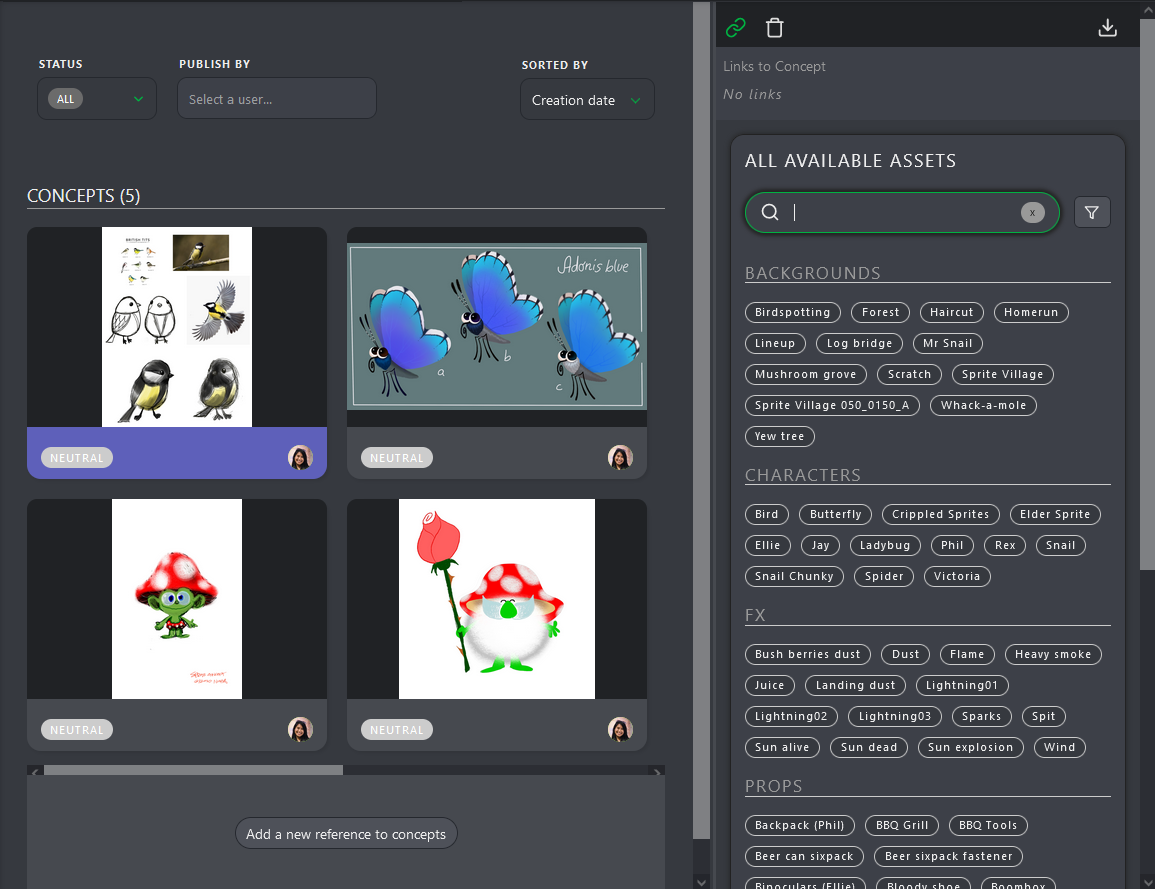 STATUS
PUBLISH BY
SORTED BY
ALL
Select a user...
Creation date
CONCEPTS (5)
BRITISH TITS
Adonis blue
a
b
c
NEUTRAL
NEUTRAL
NEUTRAL
NEUTRAL
Add a new reference to concepts
Links to Concept
No links
ALL AVAILABLE ASSETS
x
BACKGROUNDS
Birdspotting Forest Haircut Homerun
Lineup Log bridge Mr Snail
Mushroom grove Scratch Sprite Village
Sprite Village 050_0150_A Whack-a-mole
Yew tree
CHARACTERS
Bird Butterfly Crippled Sprites Elder Sprite
Ellie Jay Ladybug Phil Rex Snail
Snail Chunky Spider Victoria
FX
Bush berries dust Dust Flame Heavy smoke
Juice Landing dust Lightning01
Lightning02 Lightning03 Sparks Spit
Sun alive Sun dead Sun explosion Wind
PROPS
Backpack (Phil) BBQ Grill BBQ Tools
Beer can sixpack Beer sixpack fastener
Binoculars (Ellie) Bloody shoe Boombox